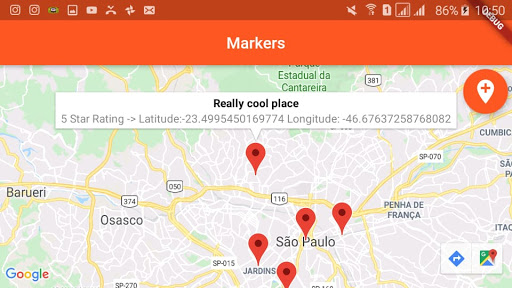 86% 10:50
DEBUG
Markers
Parque
Estadual da
Cantareira
381
Really cool place
5 Star Rating -> Latitude:-23.4995450169774 Longitude: -46.67637258768082
CUMBIC
SP-070
050
Barueri
374
116
PENHA DE
FRANÇA
Osasco
ITAC
São Paulo
SP-015
JARDINS
Google
SP-160